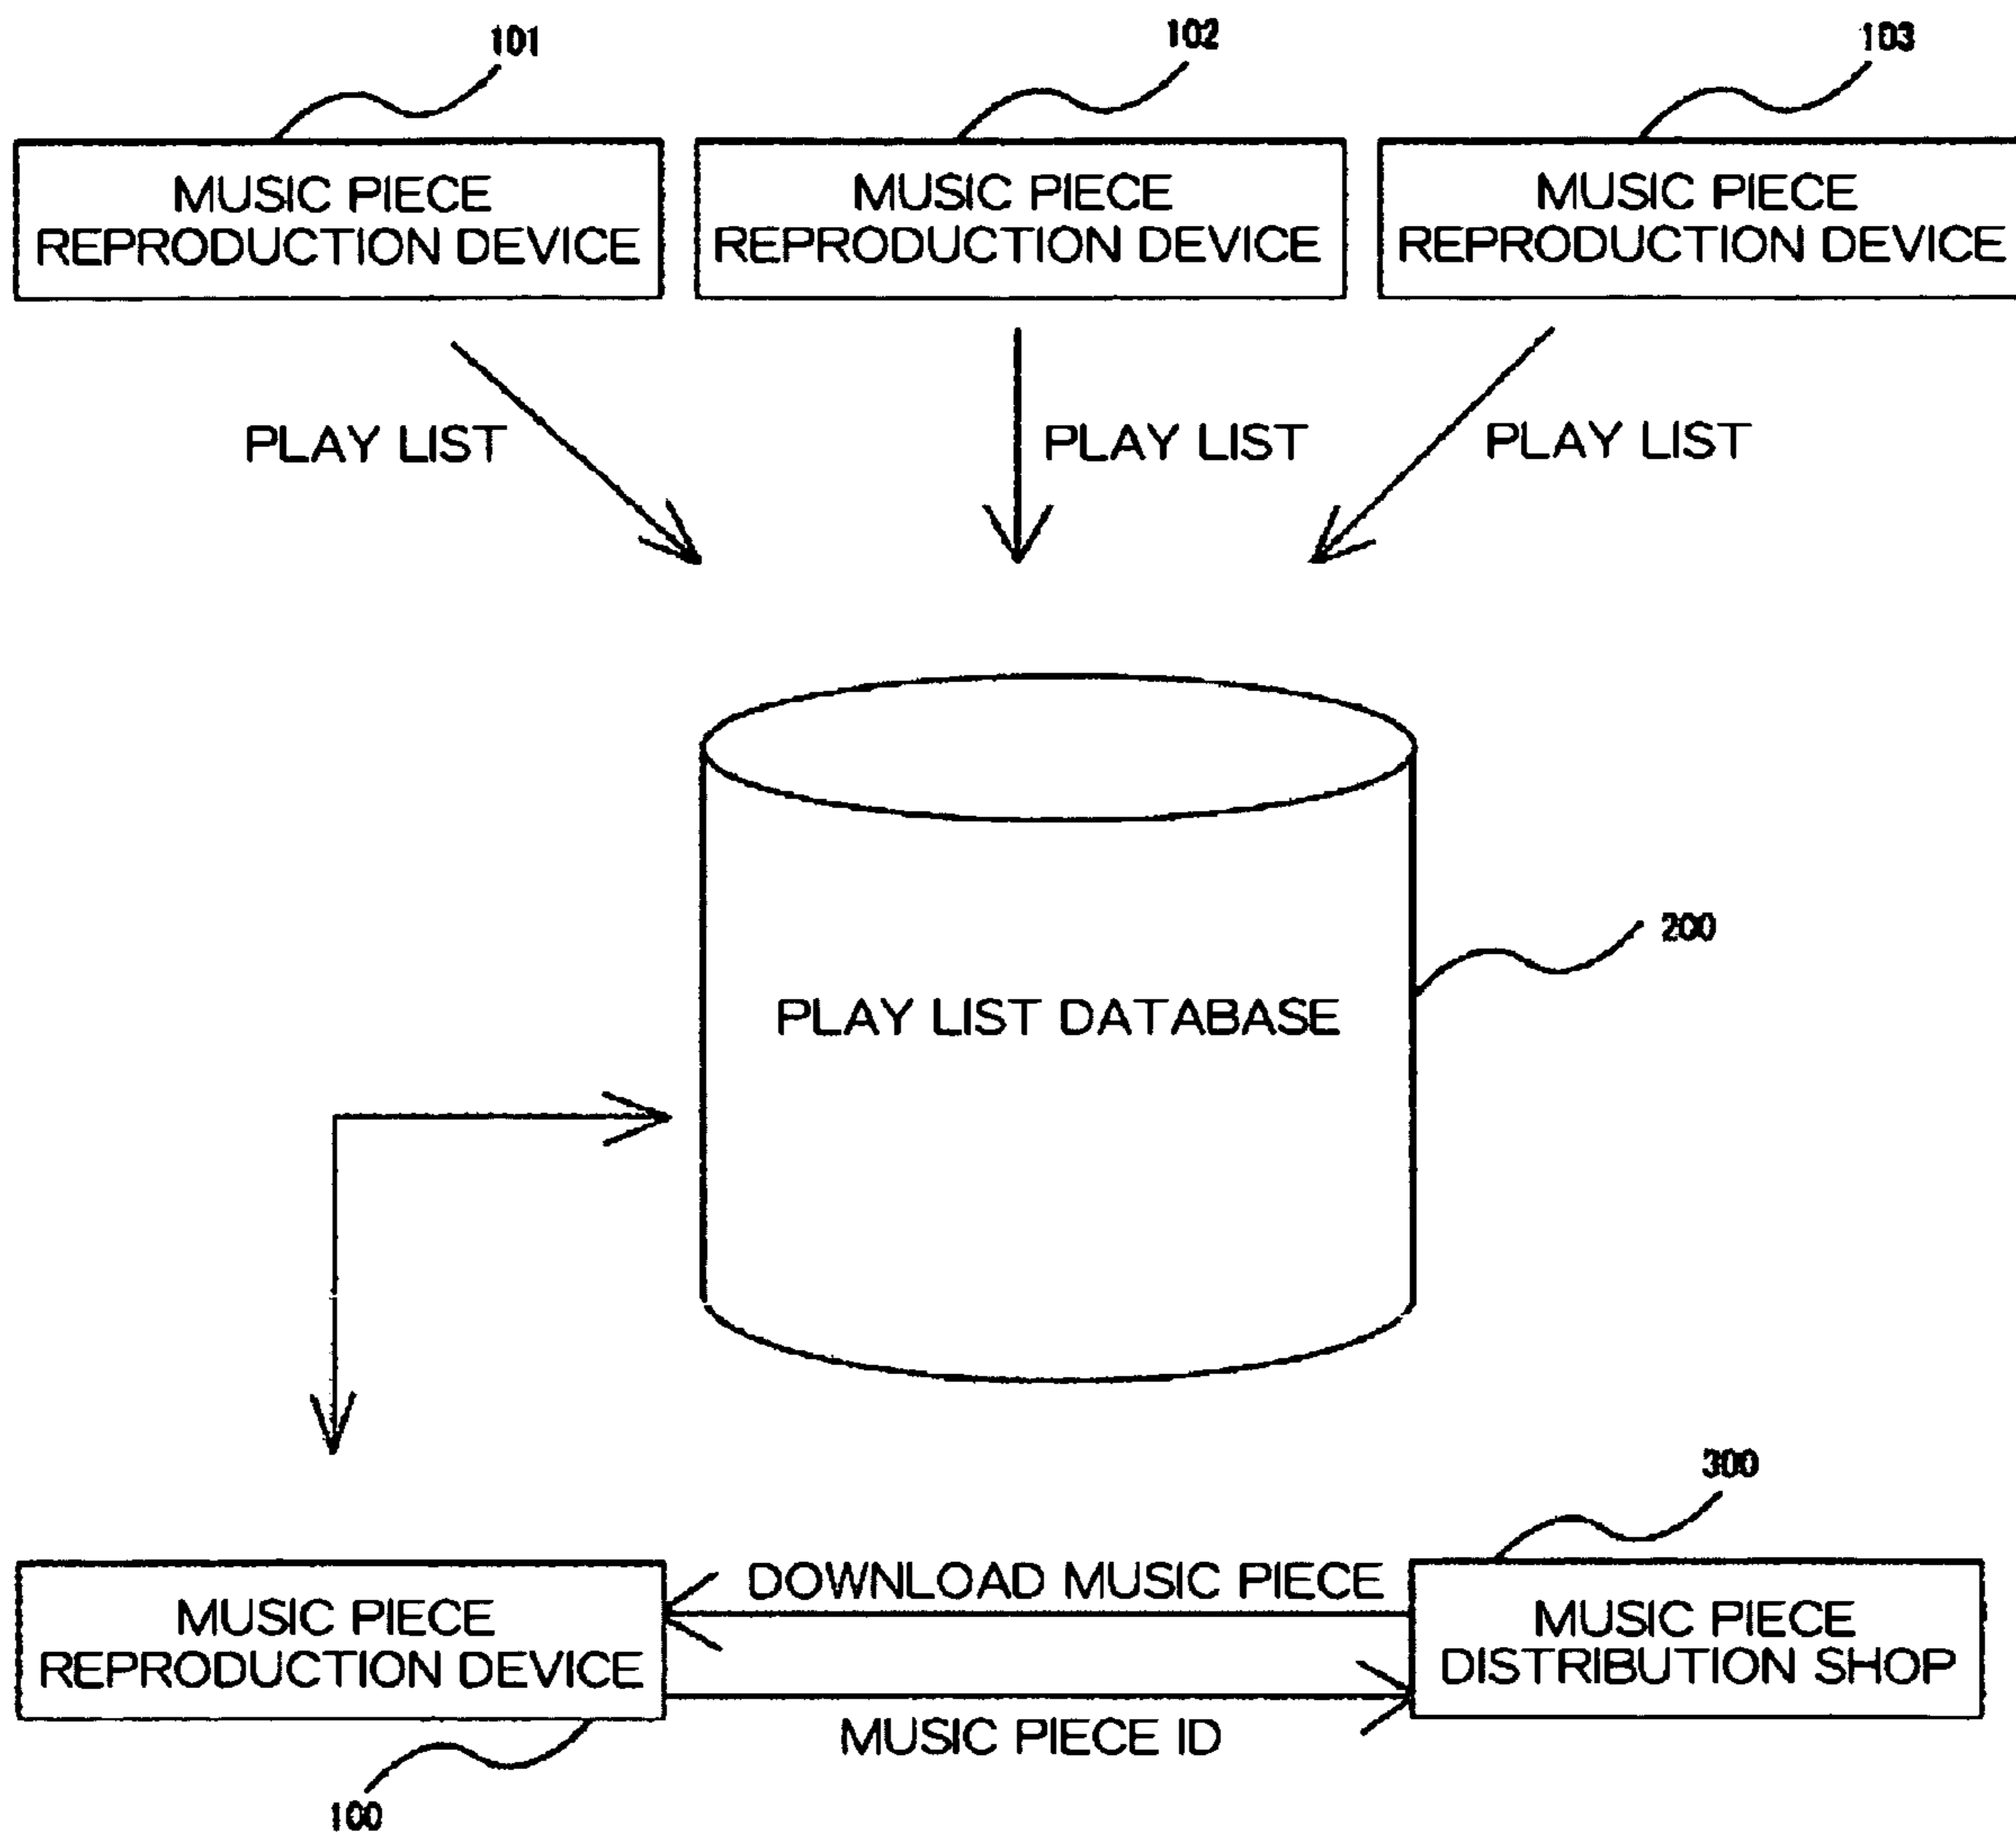 101
102
103
MUSIC PIECE
REPRODUCTION DEVICE
MUSIC PIECE
REPRODUCTION DEVICE
MUSIC PIECE
REPRODUCTION DEVICE
PLAY LIST
PLAY LIST
PLAY LIST
200
PLAY LIST DATABASE
300
MUSIC PIECE
REPRODUCTION DEVICE
DOWNLOAD MUSIC PIECE
MUSIC PIECE
DISTRIBUTION SHOP
MUSIC PIECE ID
100